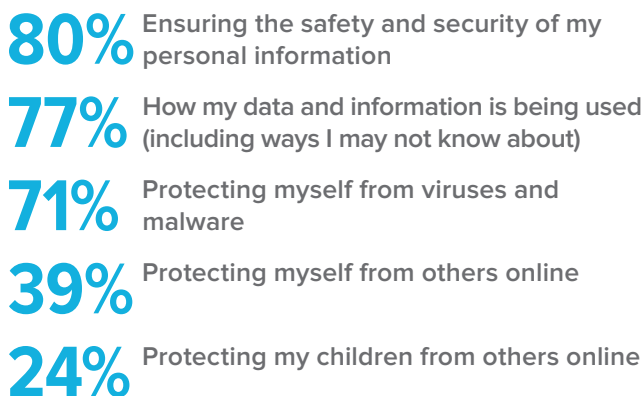 80% Ensuring the safety and security of my
personal information
77% How my data and information is being used
(including ways I may not know about)
71% Protecting myself from viruses and
malware
39% Protecting myself from others online
24% Protecting my children from others online